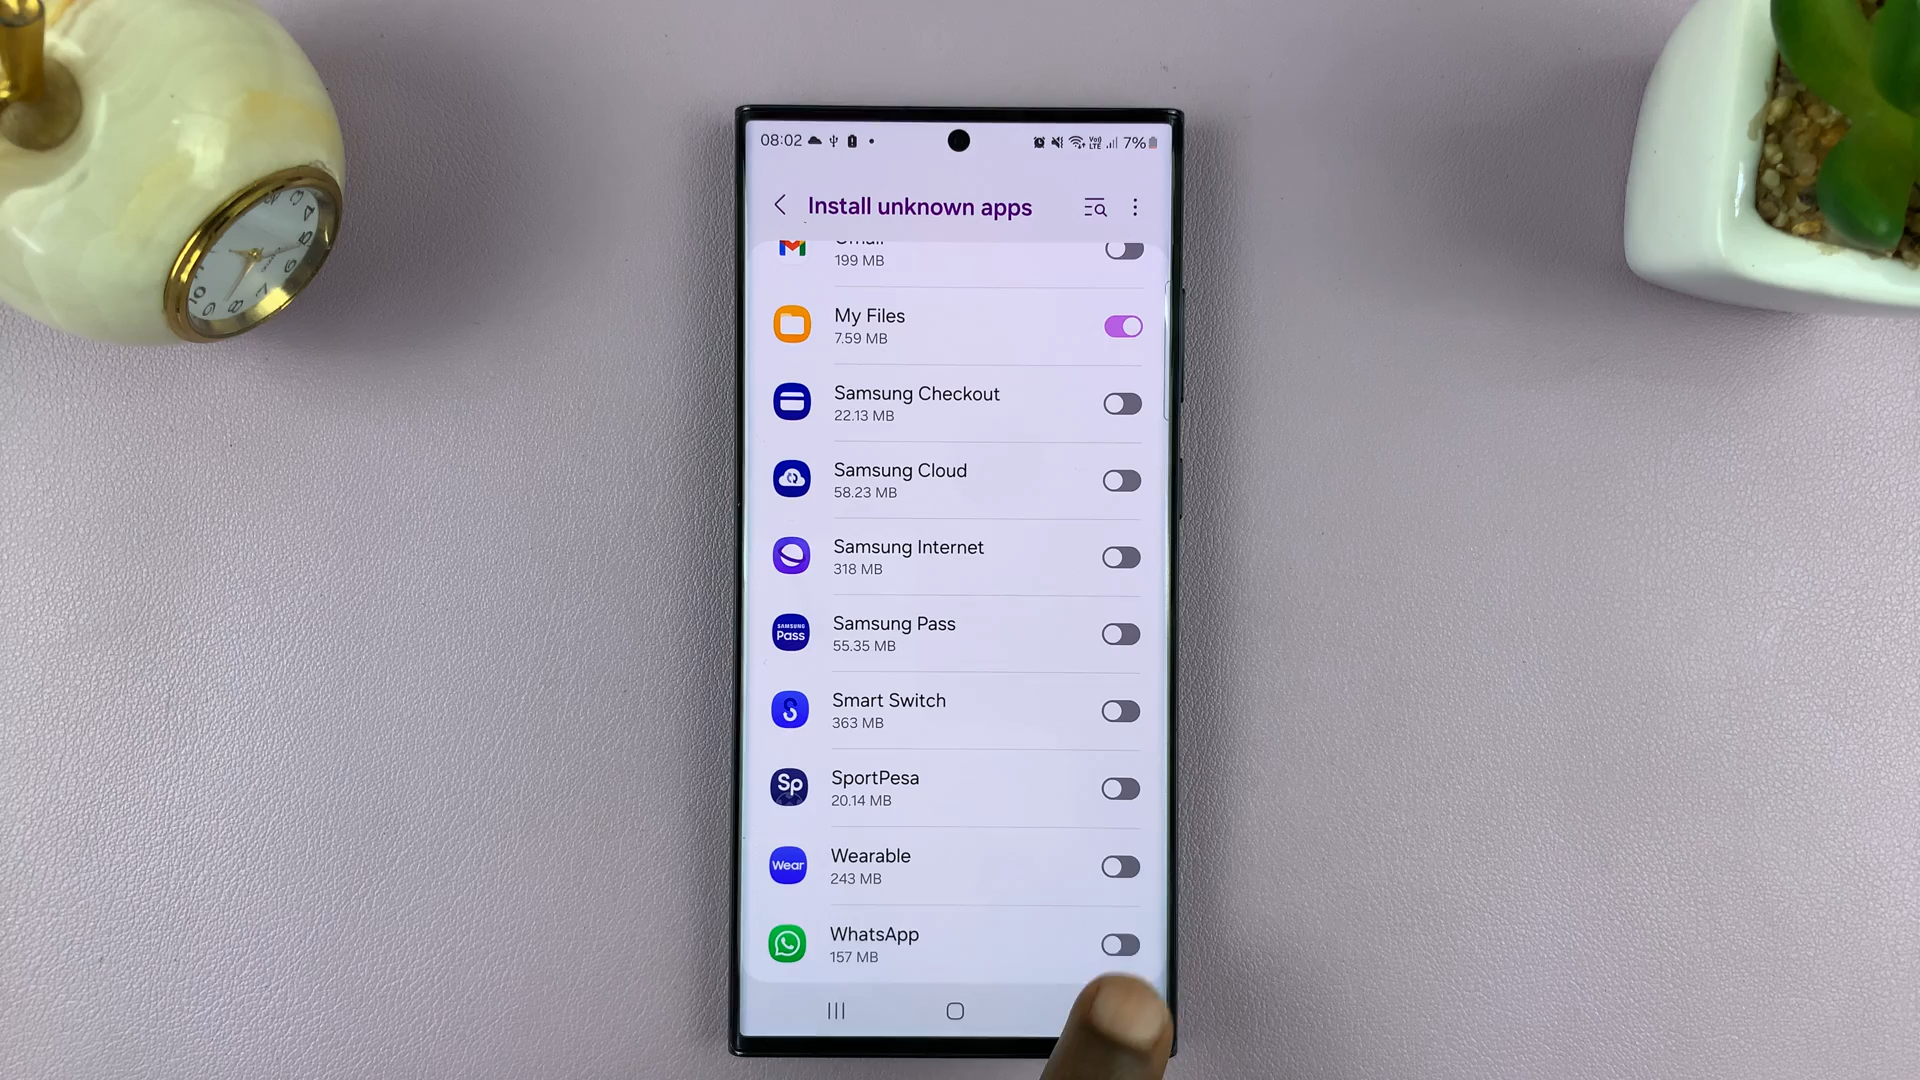 08:02 7%
Install unknown apps
Gmail
199 MB
My Files
7.59 MB
Samsung Checkout
22.13 MB
Samsung Cloud
58.23 MB
Samsung Internet
318 MB
SAMSUNG
Pass
Samsung Pass
55.35 MB
Smart Switch
363 MB
Sp
SportPesa
20.14 MB
Wear
Wearable
243 MB
WhatsApp
157 MB